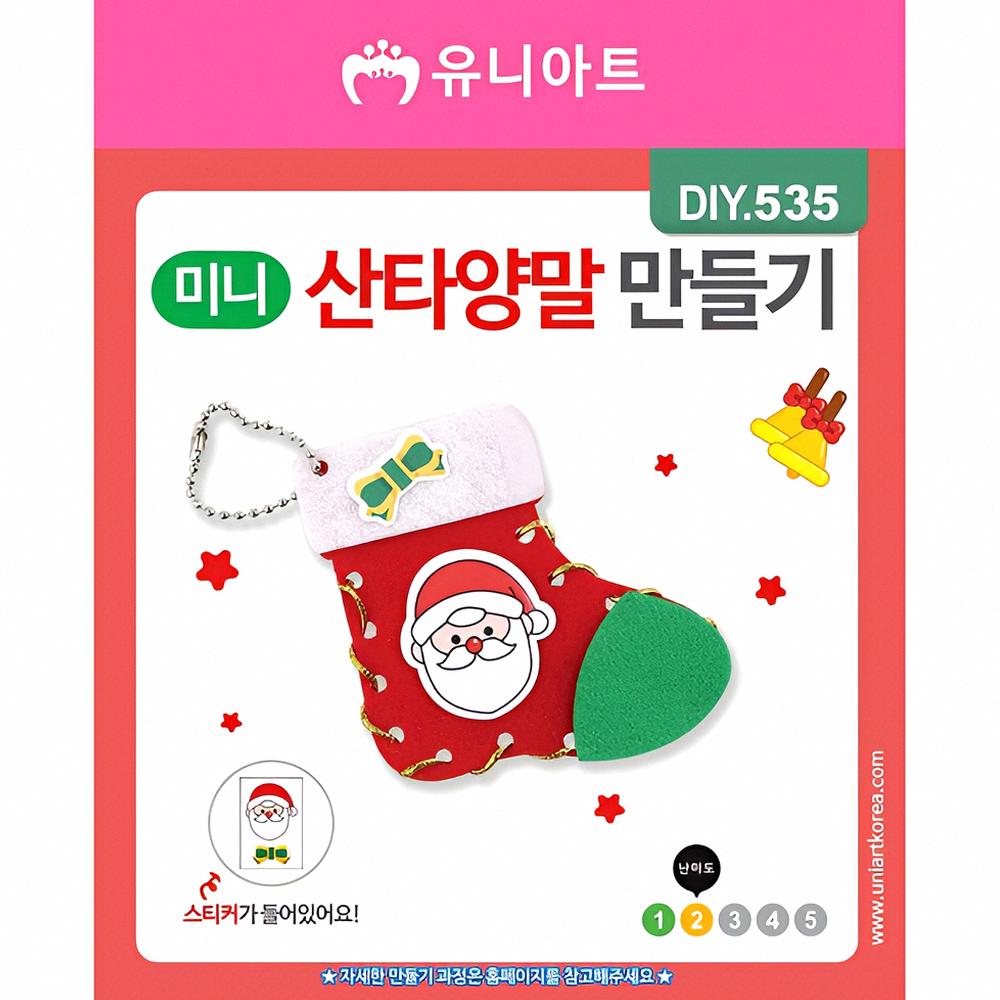 유니아트
DIY.535
미니 산타양말 만들기
스티커가 들어있어요!
난이도
1 2 3 4 5
www.uniartkorea.com
★ 자세한 만들기 과정은 홈페이지를 참고해주세요 ★